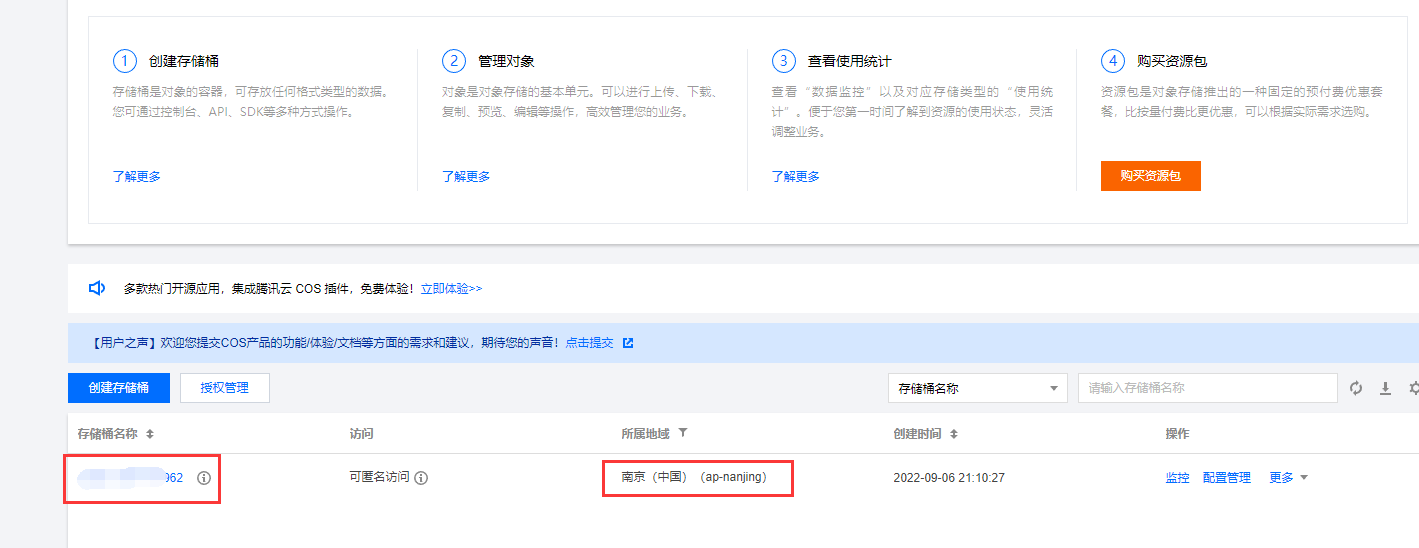 1 创建存储桶
存储桶是对象的容器，可存放任何格式类型的数据。
您可通过控制台、API、SDK等多种方式操作。
了解更多
2 管理对象
对象是对象存储的基本单元。可以进行上传、下载、
复制、预览、编辑等操作，高效管理您的业务。
了解更多
3 查看使用统计
查看“数据监控”以及对应存储类型的“使用统
计”。便于您第一时间了解到资源的使用状态，灵活
调整业务。
了解更多
4 购买资源包
资源包是对象存储推出的一种固定的预付费优惠套
餐，比按量付费比更优惠，可以根据实际需求选购。
购买资源包
多款热门开源应用，集成腾讯云 COS 插件，免费体验！立即体验>>
【用户之声】欢迎您提交COS产品的功能/体验/文档等方面的需求和建议，期待您的声音！点击提交
创建存储桶 授权管理 存储桶名称 请输入存储桶名称
存储桶名称 访问 所属地域 创建时间 操作
062 可匿名访问 南京（中国）（ap-nanjing） 2022-09-06 21:10:27 监控 配置管理 更多